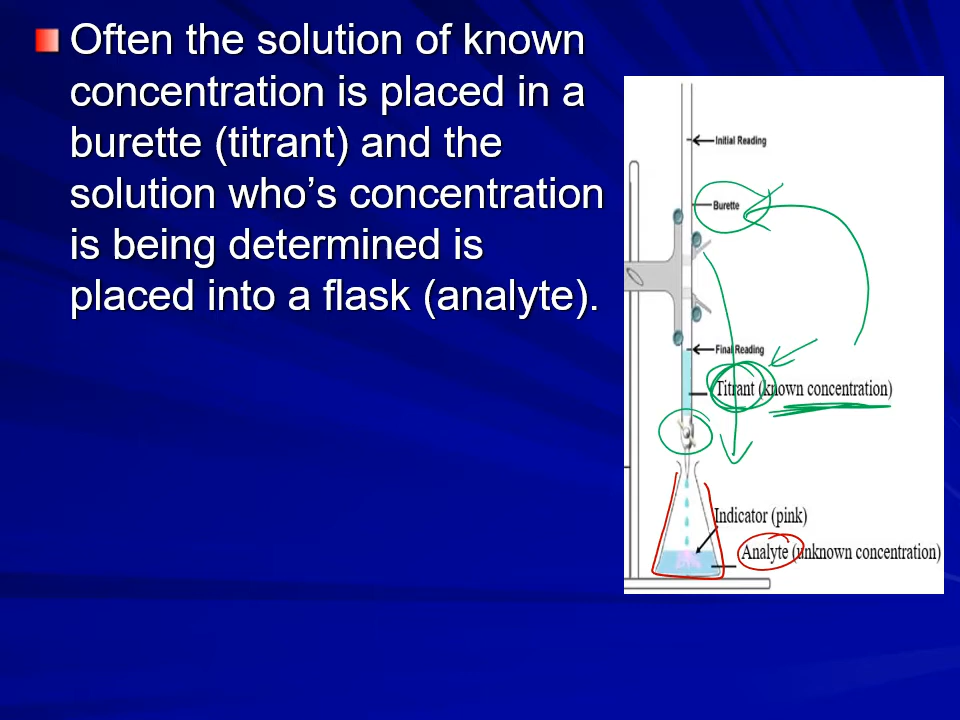 Often the solution of known
concentration is placed in a
burette (titrant) and the
solution who’s concentration
is being determined is
placed into a flask (analyte).
Initial Reading
Burette
Final Reading
Titrant (known concentration)
Indicator (pink)
Analyte (unknown concentration)